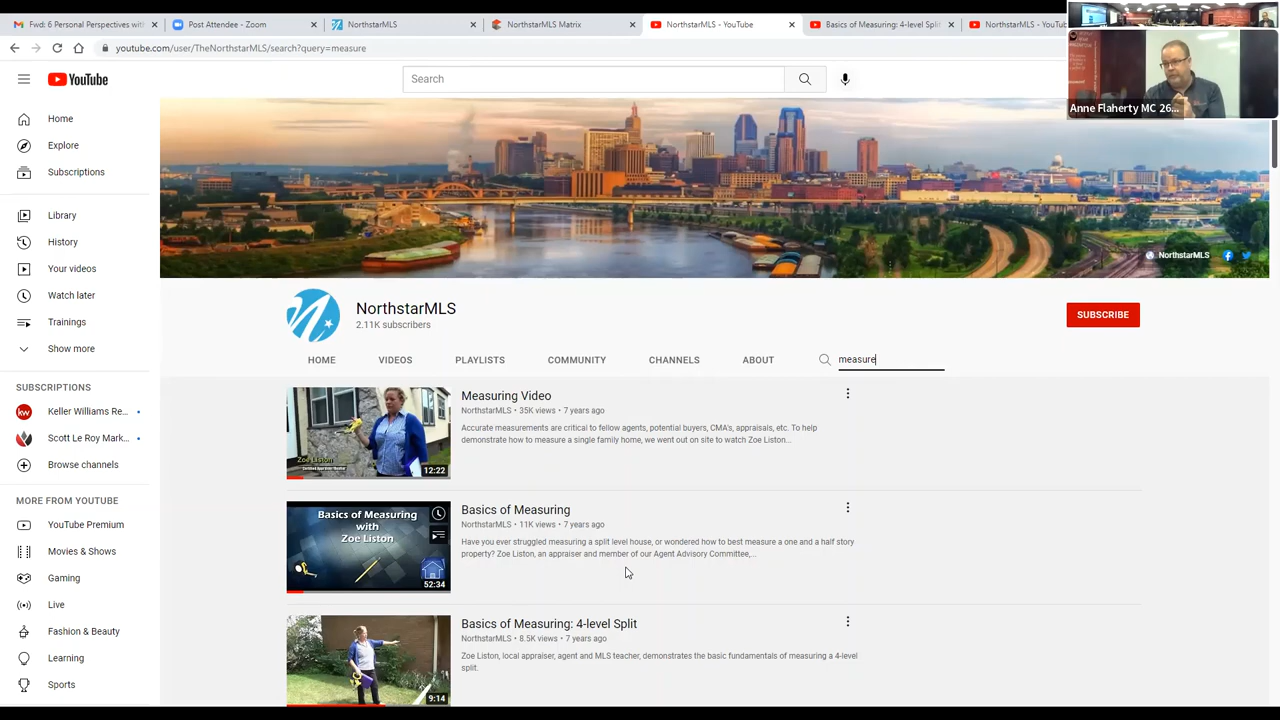 Fwd: 6 Personal Perspectives with
Post Attendee - Zoom
NorthstarMLS
NorthstarMLS Matrix
NorthstarMLS - YouTube
Basics of Measuring: 4-level Split
NorthstarMLS - YouTu
youtube.com/user/TheNorthstarMLS/search?query=measure
Anne Flaherty MC 26...
YouTube
Search
Home
Explore
Subscriptions
Library
History
Your videos
Watch later
Trainings
Show more
SUBSCRIPTIONS
Keller Williams Re...
Scott Le Roy Mark...
Browse channels
MORE FROM YOUTUBE
YouTube Premium
Movies & Shows
Gaming
Live
Fashion & Beauty
Learning
Sports
NorthstarMLS
NorthstarMLS
2.11K subscribers
SUBSCRIBE
HOME
VIDEOS
PLAYLISTS
COMMUNITY
CHANNELS
ABOUT
measure
Zoe Liston
12:22
Measuring Video
NorthstarMLS • 35K views • 7 years ago
Accurate measurements are critical to fellow agents, potential buyers, CMA's, appraisals, etc. To help
demonstrate how to measure a single family home, we went out on site to watch Zoe Liston...
Basics of Measuring
with
Zoe Liston
52:34
Basics of Measuring
NorthstarMLS • 11K views • 7 years ago
Have you ever struggled measuring a split level house, or wondered how to best measure a one and a half story
property? Zoe Liston, an appraiser and member of our Agent Advisory Committee,...
9:14
Basics of Measuring: 4-level Split
NorthstarMLS • 8.5K views • 7 years ago
Zoe Liston, local appraiser, agent and MLS teacher, demonstrates the basic fundamentals of measuring a 4-level
split.